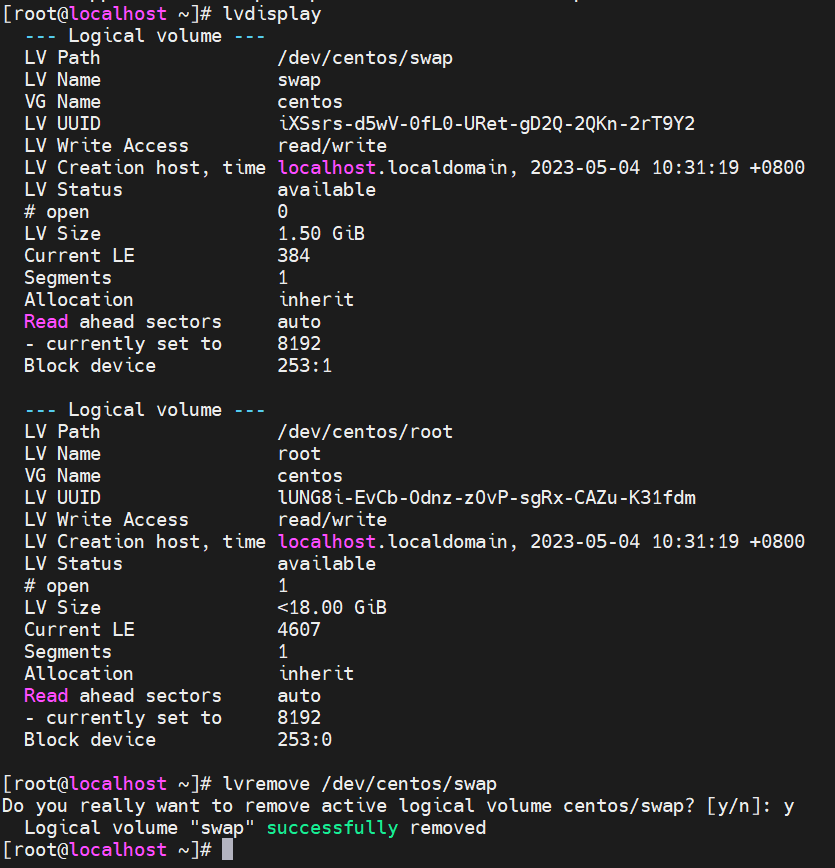 [root@localhost ~]# lvdisplay
--- Logical volume ---
LV Path /dev/centos/swap
LV Name swap
VG Name centos
LV UUID iXSsrs-d5wV-0fL0-URet-gD2Q-2QKn-2rT9Y2
LV Write Access read/write
LV Creation host, time localhost.localdomain, 2023-05-04 10:31:19 +0800
LV Status available
# open 0
LV Size 1.50 GiB
Current LE 384
Segments 1
Allocation inherit
Read ahead sectors auto
- currently set to 8192
Block device 253:1
--- Logical volume ---
LV Path /dev/centos/root
LV Name root
VG Name centos
LV UUID lUNG8i-EvCb-Odnz-zOvP-sgRx-CAZu-K31fdm
LV Write Access read/write
LV Creation host, time localhost.localdomain, 2023-05-04 10:31:19 +0800
LV Status available
# open 1
LV Size <18.00 GiB
Current LE 4607
Segments 1
Allocation inherit
Read ahead sectors auto
- currently set to 8192
Block device 253:0
[root@localhost ~]# lvremove /dev/centos/swap
Do you really want to remove active logical volume centos/swap? [y/n]: y
Logical volume "swap" successfully removed
[root@localhost ~]#